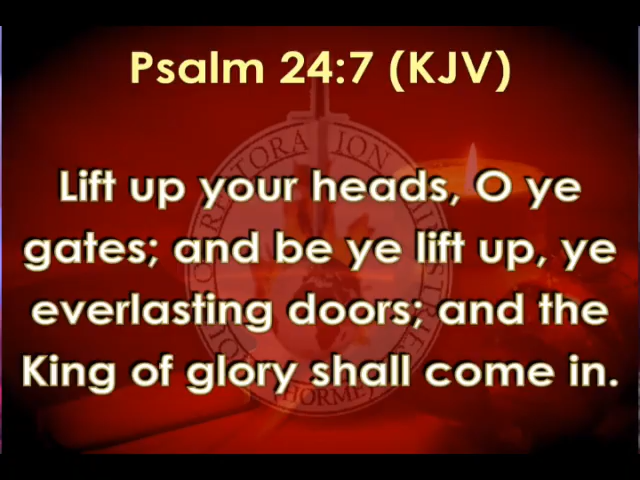 Psalm 24:7 (KJV)
Lift up your heads, O ye
gates; and be ye lift up, ye
everlasting doors; and the
King of glory shall come in.
(HORME)